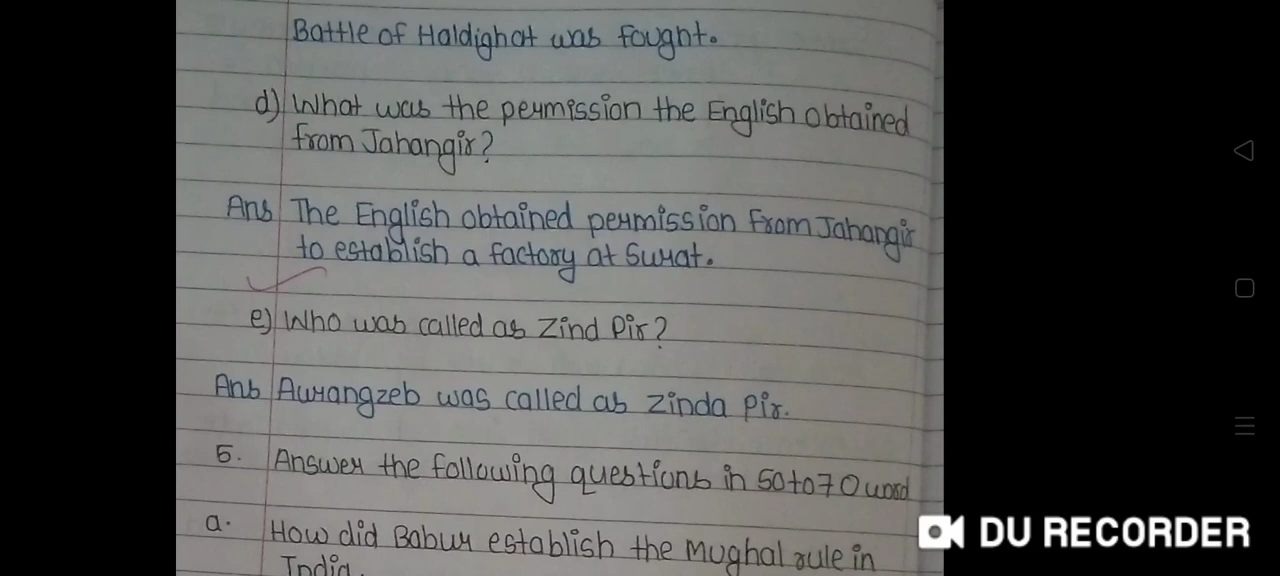 Battle of Haldighat was fought.
d) What was the permission the English obtained
from Jahangir?
Ans The English obtained permission from Jahangir
to establish a factory at Surat.
e) Who was called as Zind Pir?
Ans Aurangzeb was called as Zinda Pir.
5. Answer the following questions in 50 to 70 word
a. How did Babur establish the Mughal rule in
India.
DU RECORDER